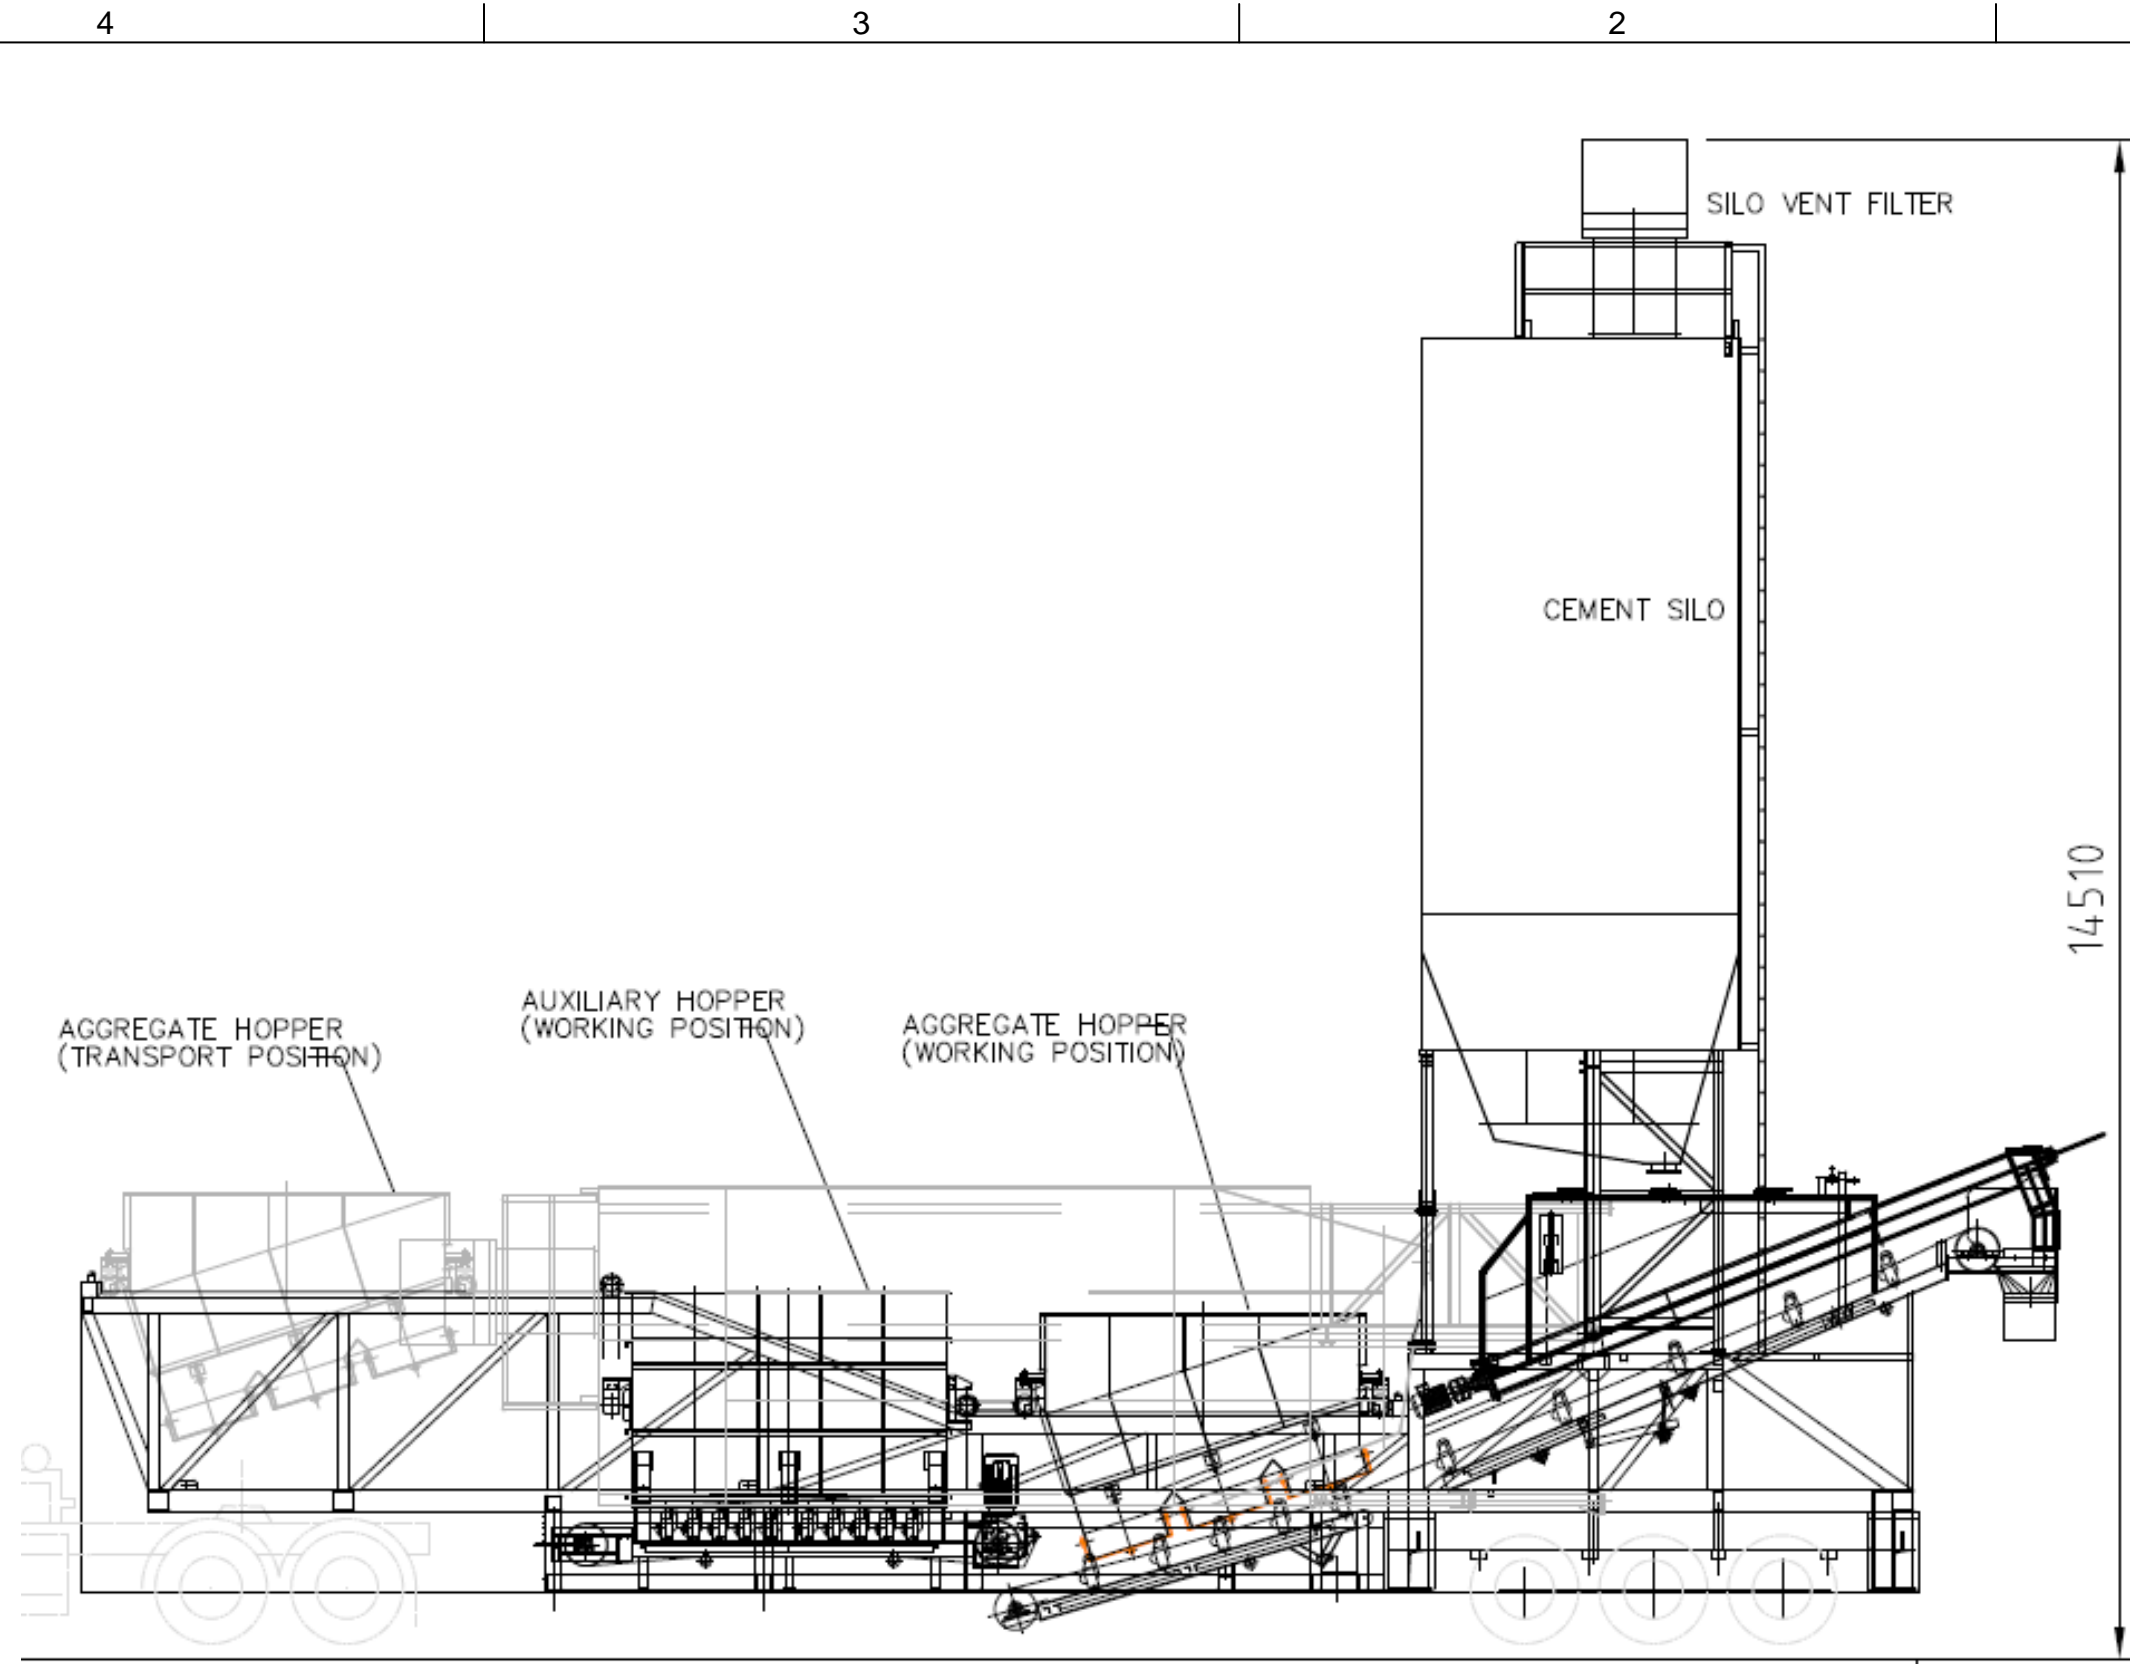 4 3 2
SILO VENT FILTER
CEMENT SILO
14510
AUXILIARY HOPPER
(WORKING POSITION)
AGGREGATE HOPPER
(TRANSPORT POSITION)
AGGREGATE HOPPER
(WORKING POSITION)